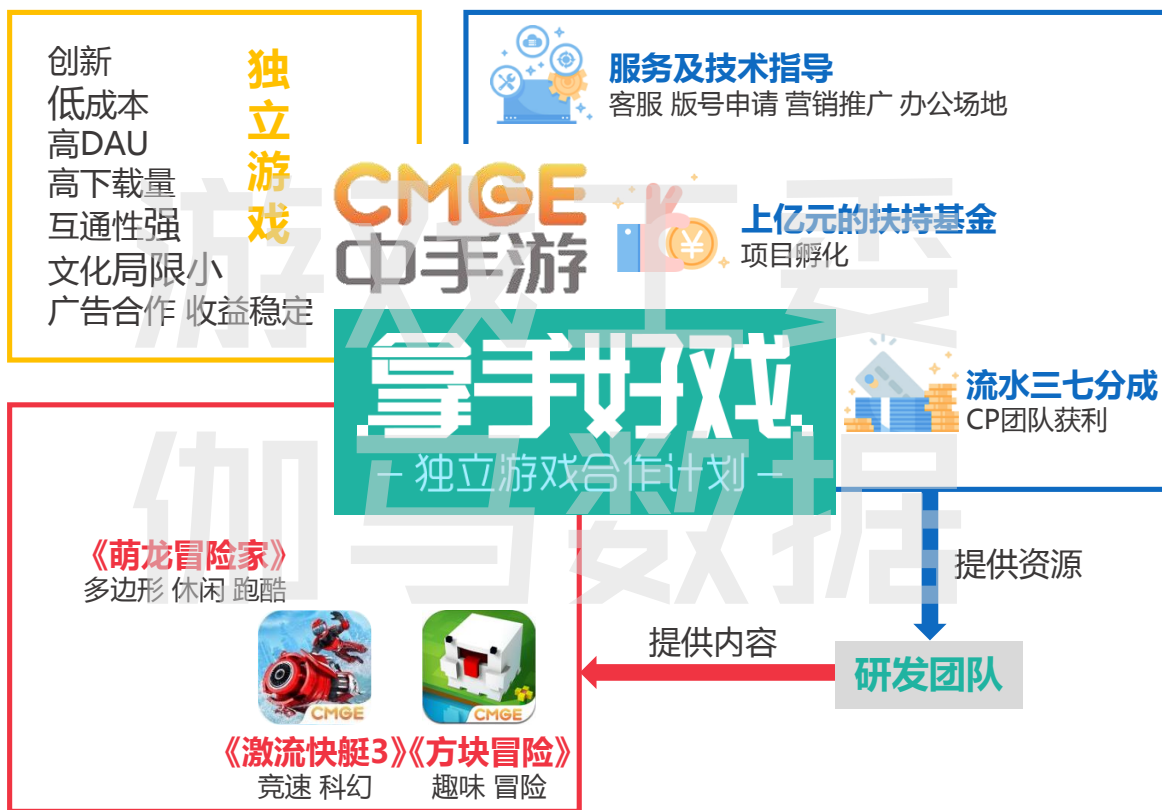 创新
低成本
高DAU
高下载量
互通性强
文化局限小
广告合作 收益稳定
独立游戏
服务及技术指导
客服 版号申请 营销推广 办公场地
CMGE
中手游
上亿元的扶持基金
项目孵化
拿手好戏
- 独立游戏合作计划 -
流水三七分成
CP团队获利
提供资源
研发团队
提供内容
《萌龙冒险家》
多边形 休闲 跑酷
CMGE
CMGE
《激流快艇3》《方块冒险》
竞速 科幻
趣味 冒险
游戏工委
伽马数据